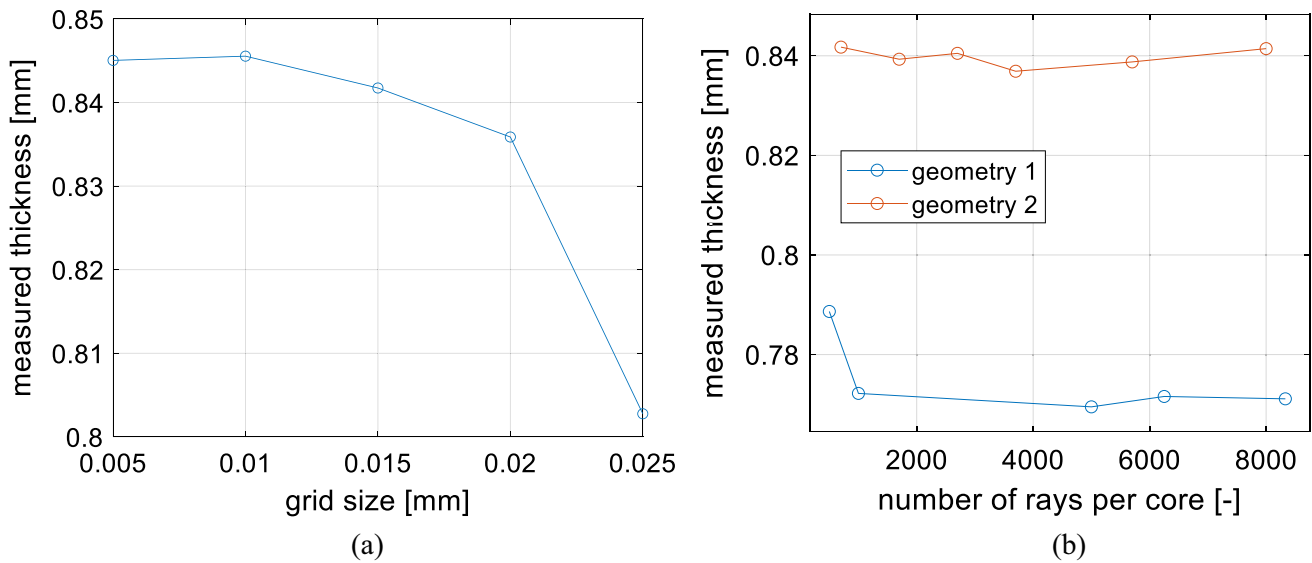 measured thickness [mm]
0.85
0.84
0.83
0.82
0.81
0.8
0.005 0.01 0.015 0.02 0.025
grid size [mm]
(a)
measured thickness [mm]
0.84
0.82
0.8
0.78
geometry 1
geometry 2
2000 4000 6000 8000
number of rays per core [-]
(b)